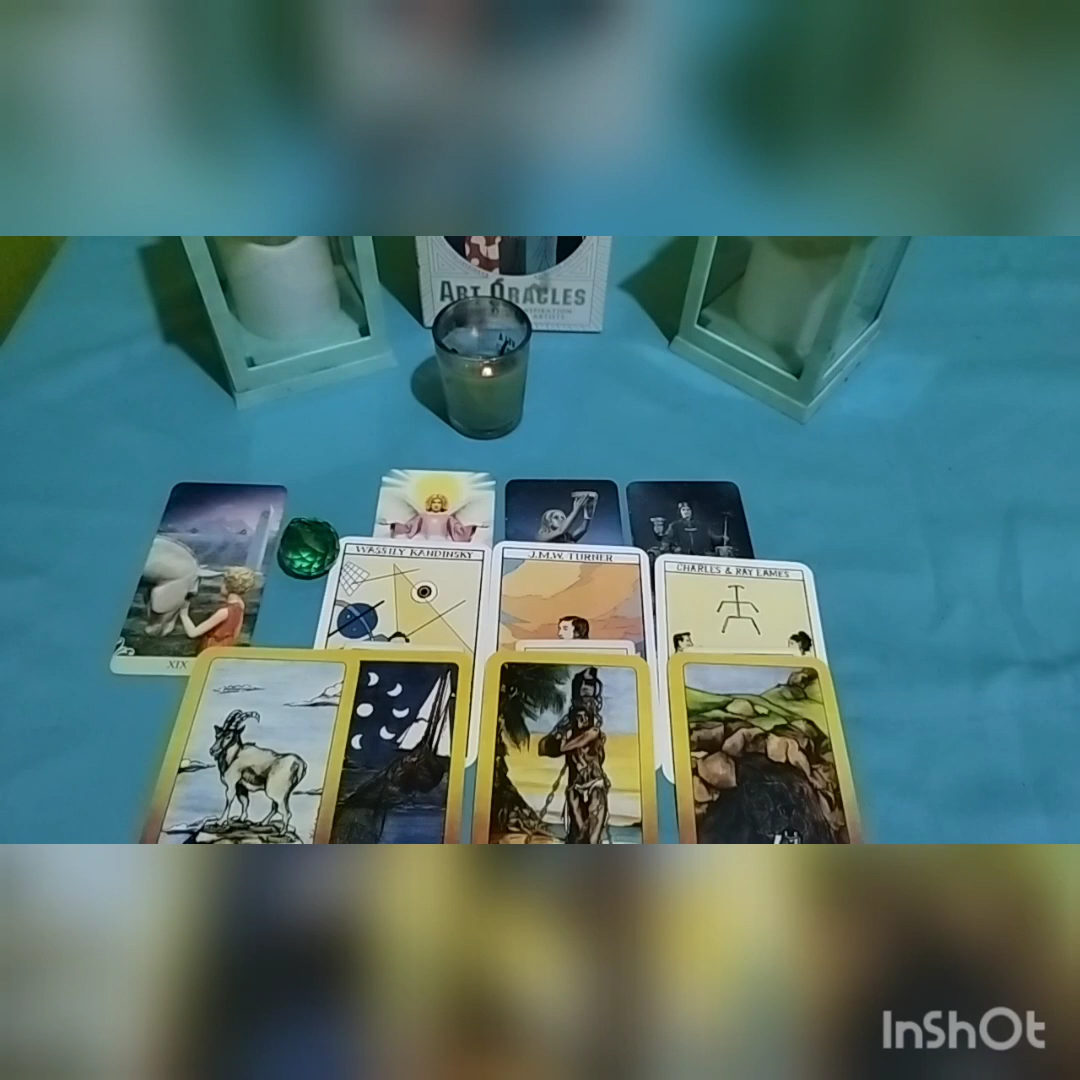 ART ORACLES
WASSILY KANDINSKY
J.M.W. TURNER
CHARLES & RAY EAMES
XIX
InShOt